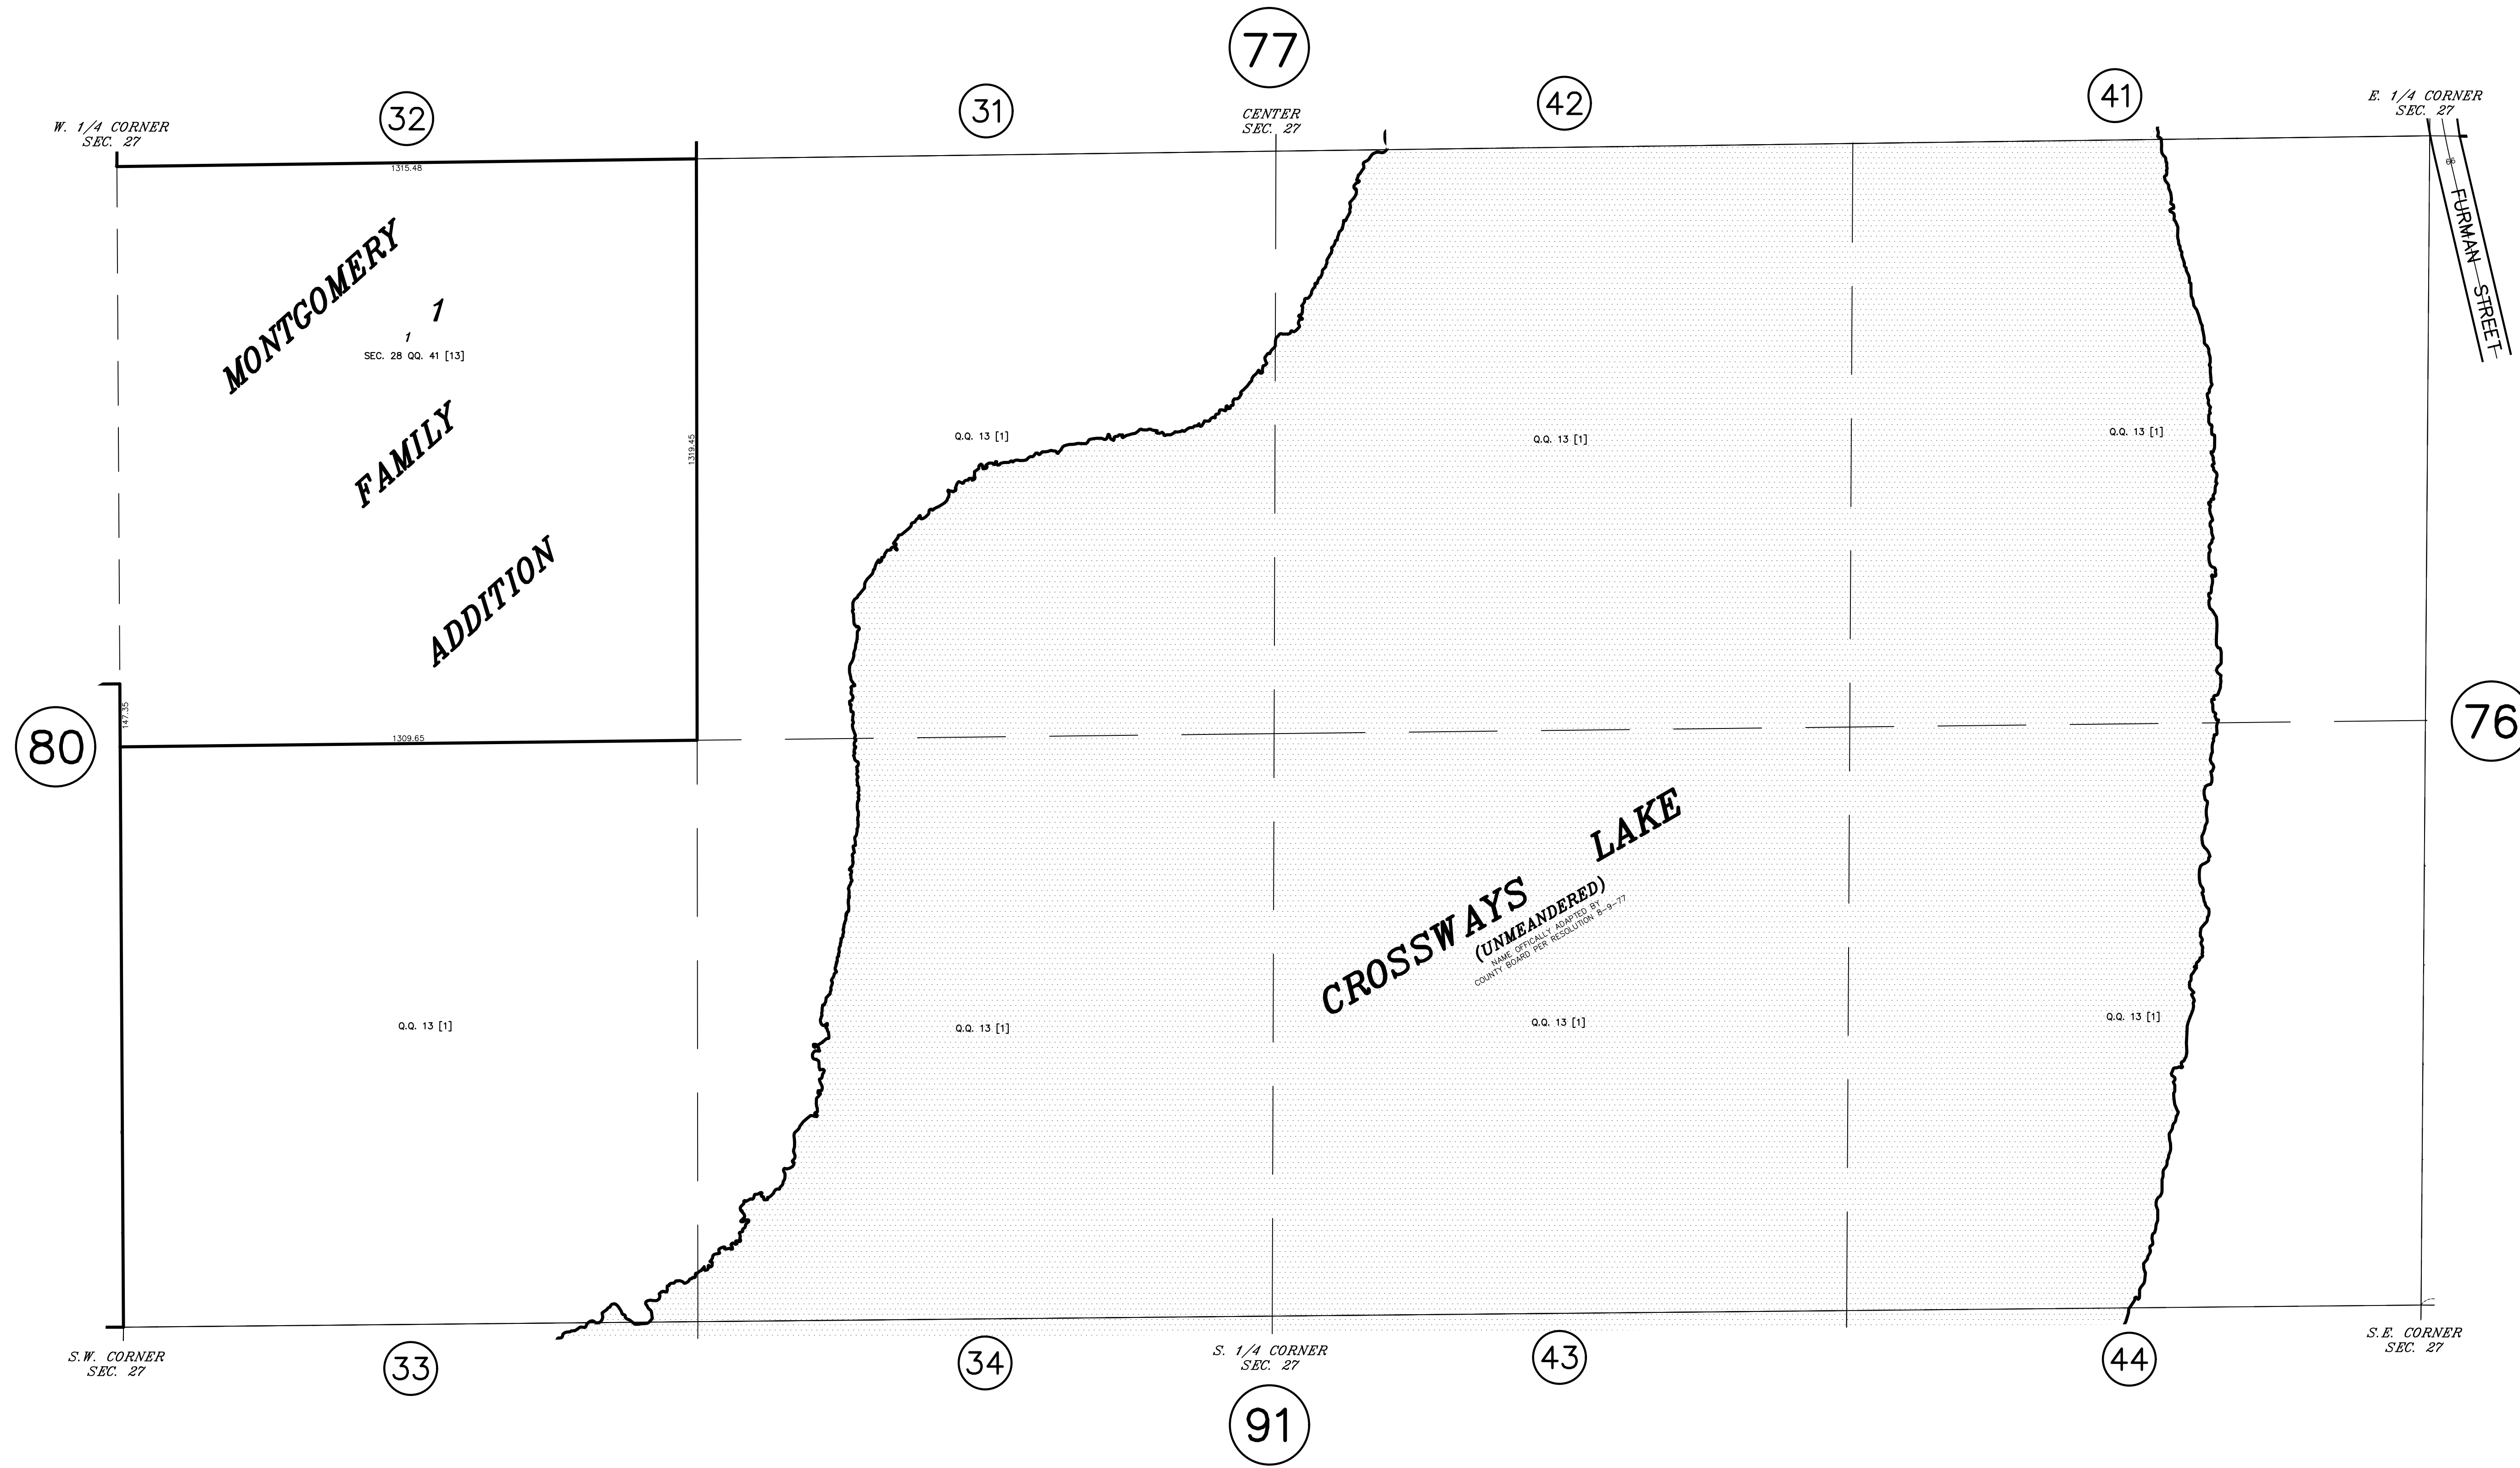 77
32
31
42
41
W. 1/4 CORNER
SEC. 27
CENTER
SEC. 27
E. 1/4 CORNER
SEC. 27
1315.48
66
FURMAN STREET
MONTGOMERY
1
1
SEC. 28 QQ. 41 [13]
FAMILY
ADDITION
1319.45
Q.Q. 13 [1]
Q.Q. 13 [1]
Q.Q. 13 [1]
147.35
1309.65
80
76
CROSSWAYS LAKE
(UNMEANDERED)
NAME OFFICALLY ADAPTED BY
COUNTY BOARD PER RESOLUTION 8-9-77
Q.Q. 13 [1]
Q.Q. 13 [1]
Q.Q. 13 [1]
Q.Q. 13 [1]
S.W. CORNER
SEC. 27
33
34
S. 1/4 CORNER
SEC. 27
43
44
S.E. CORNER
SEC. 27
91